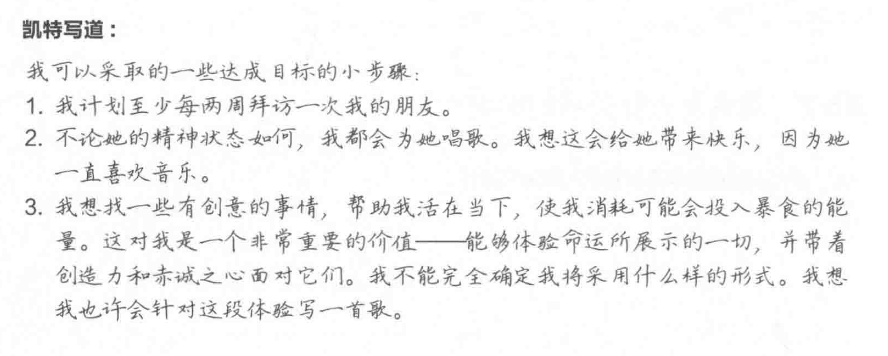 凯特写道：
我可以采取的一些达成目标的小步骤：
1. 我计划至少每两周拜访一次我的朋友。
2. 不论她的精神状态如何，我都会为她唱歌。我想这会给她带来快乐，因为她
一直喜欢音乐。
3. 我想找一些有创意的事情，帮助我活在当下，使我消耗可能会投入暴食的能
量。这对我是一个非常重要的价值——能够体验命运所展示的一切，并带着
创造力和赤诚之心面对它们。我不能完全确定我将采用什么样的形式。我想
我也许会针对这段体验写一首歌。